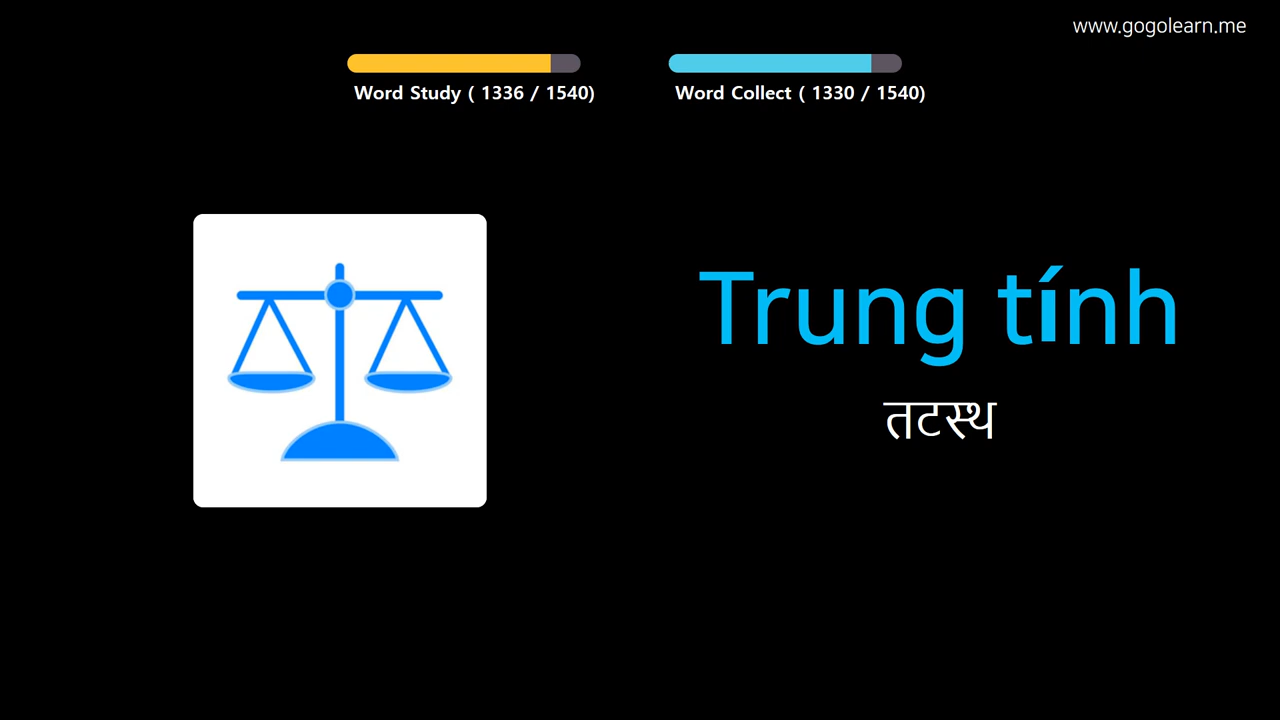 www.gogolearn.me
Word Study ( 1336 / 1540)
Word Collect ( 1330 / 1540)
Trung tính
तटस्थ